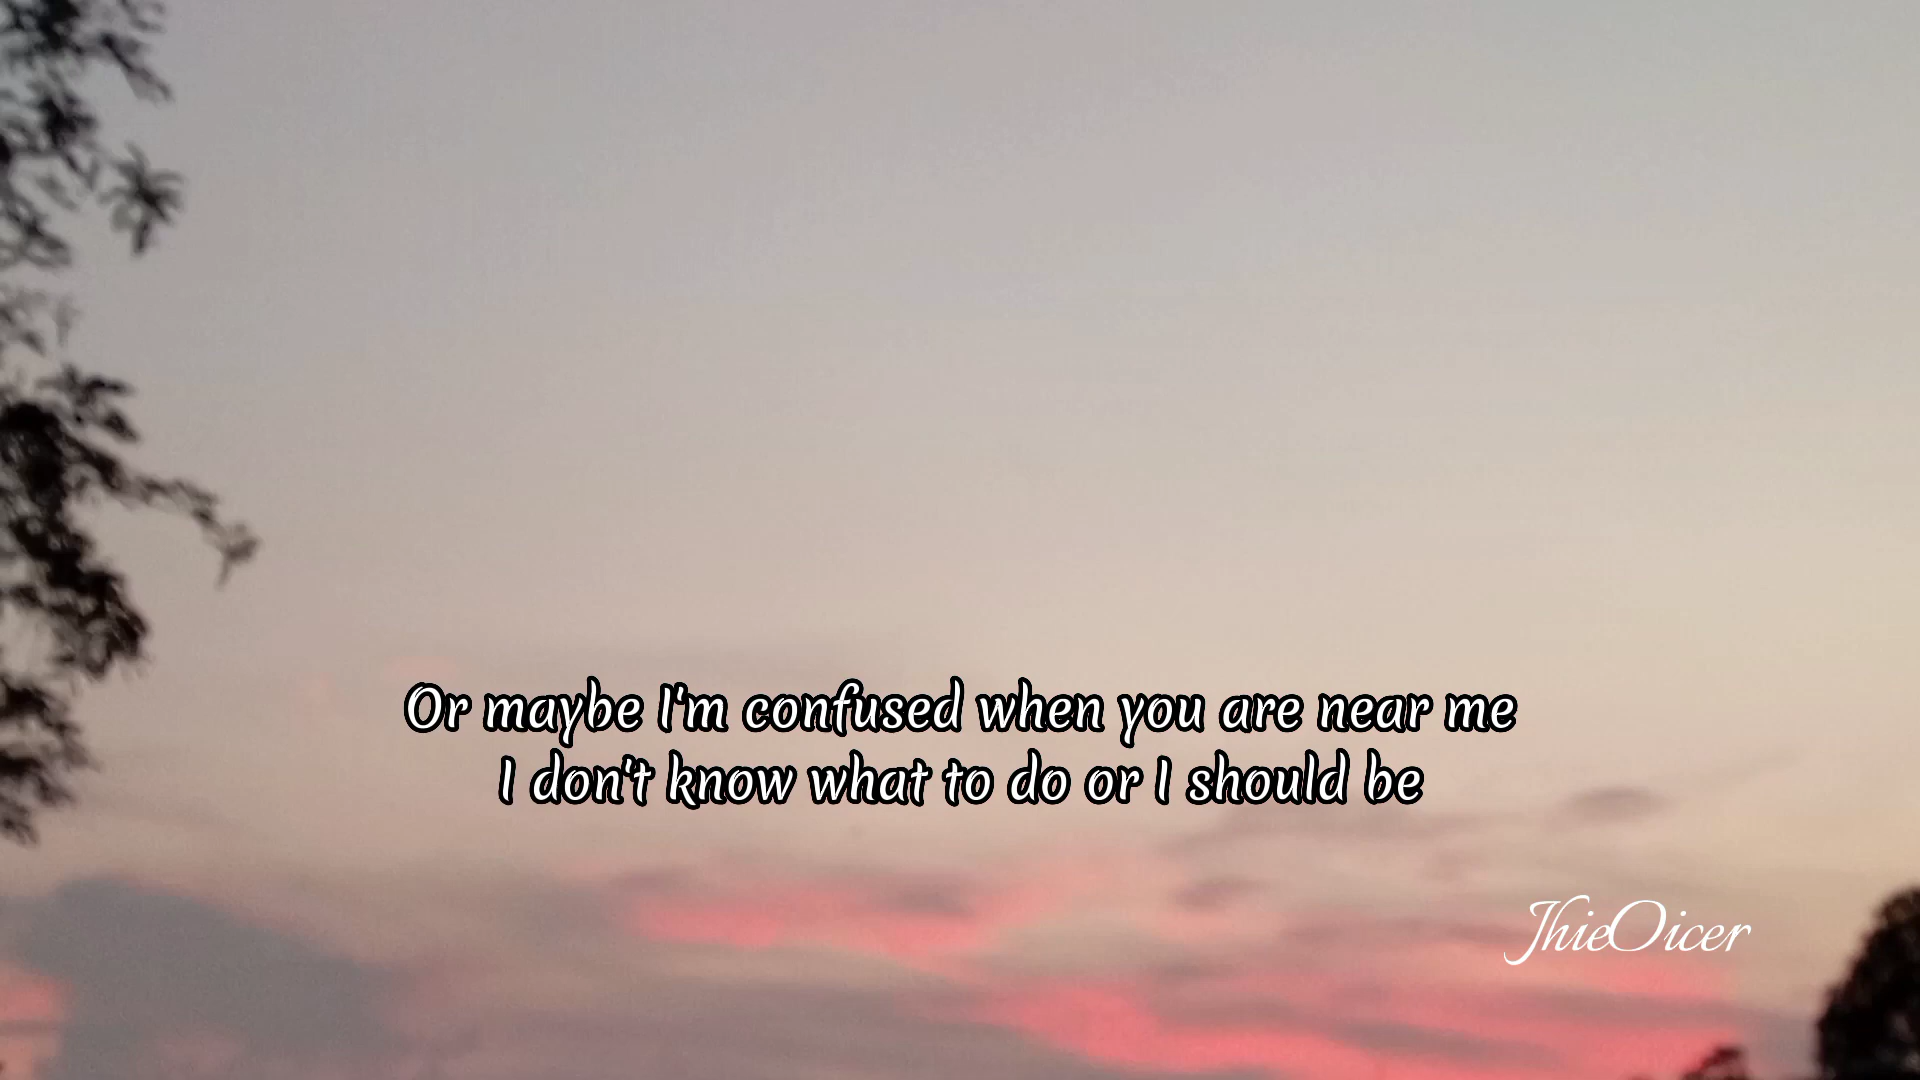 Or maybe I'm confused when you are near me
I don't know what to do or I should be
JhieOicer